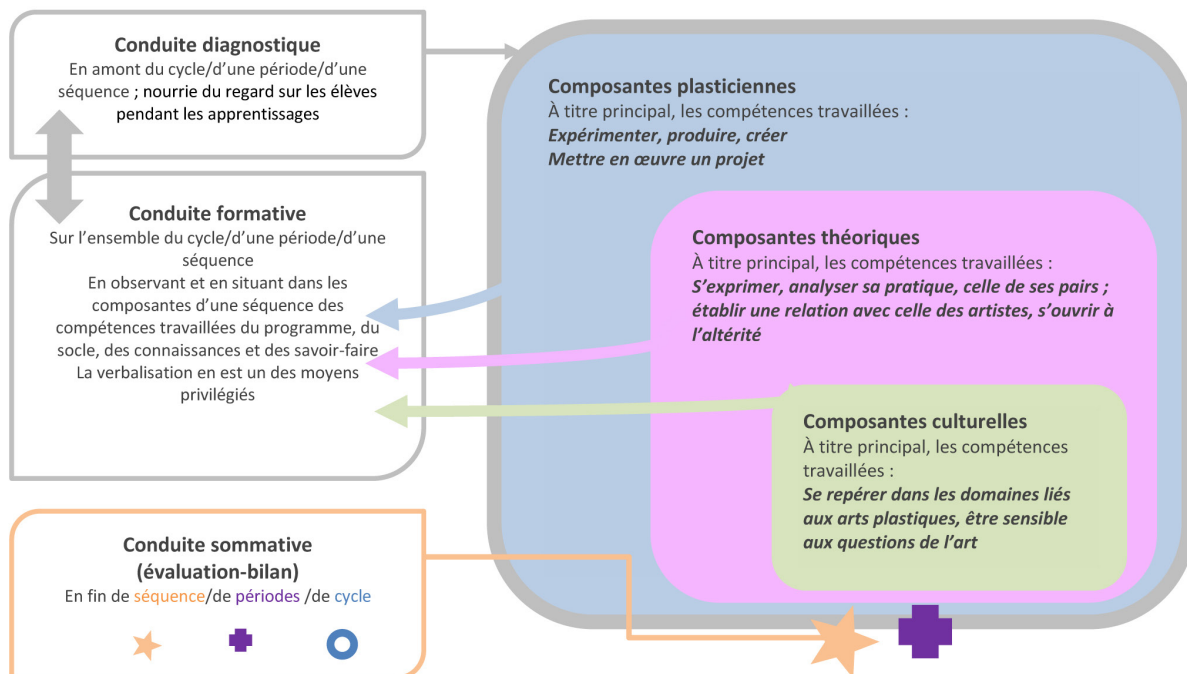 Conduite diagnostique
En amont du cycle/d’une période/d’une
séquence ; nourrie du regard sur les élèves
pendant les apprentissages
Conduite formative
Sur l’ensemble du cycle/d’une période/d’une
séquence
En observant et en situant dans les
composantes d’une séquence des
compétences travaillées du programme, du
socle, des connaissances et des savoir-faire
La verbalisation en est un des moyens
privilégiés
Conduite sommative
(évaluation-bilan)
En fin de séquence/de périodes /de cycle
Composantes plasticiennes
À titre principal, les compétences travaillées :
Expérimenter, produire, créer
Mettre en œuvre un projet
Composantes théoriques
À titre principal, les compétences travaillées :
S’exprimer, analyser sa pratique, celle de ses pairs ;
établir une relation avec celle des artistes, s’ouvrir à
l’altérité
Composantes culturelles
À titre principal, les compétences
travaillées :
Se repérer dans les domaines liés
aux arts plastiques, être sensible
aux questions de l’art